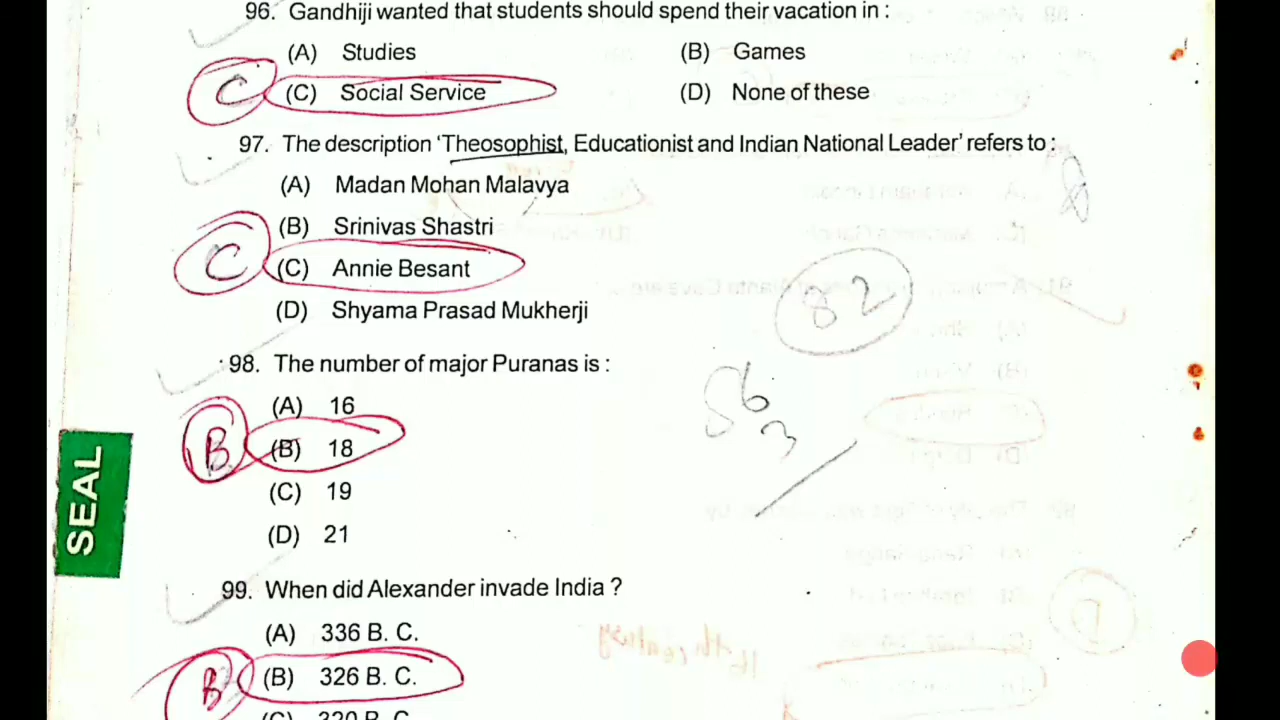 96. Gandhiji wanted that students should spend their vacation in :
(A) Studies (B) Games
C (C) Social Service (D) None of these
97. The description 'Theosophist, Educationist and Indian National Leader' refers to :
(A) Madan Mohan Malavya
(B) Srinivas Shastri
C (C) Annie Besant
(D) Shyama Prasad Mukherji
82
98. The number of major Puranas is :
(A) 16
B (B) 18
(C) 19
(D) 21
SEAL
99. When did Alexander invade India ?
(A) 336 B. C.
B (B) 326 B. C.
(C) 320 B. C.